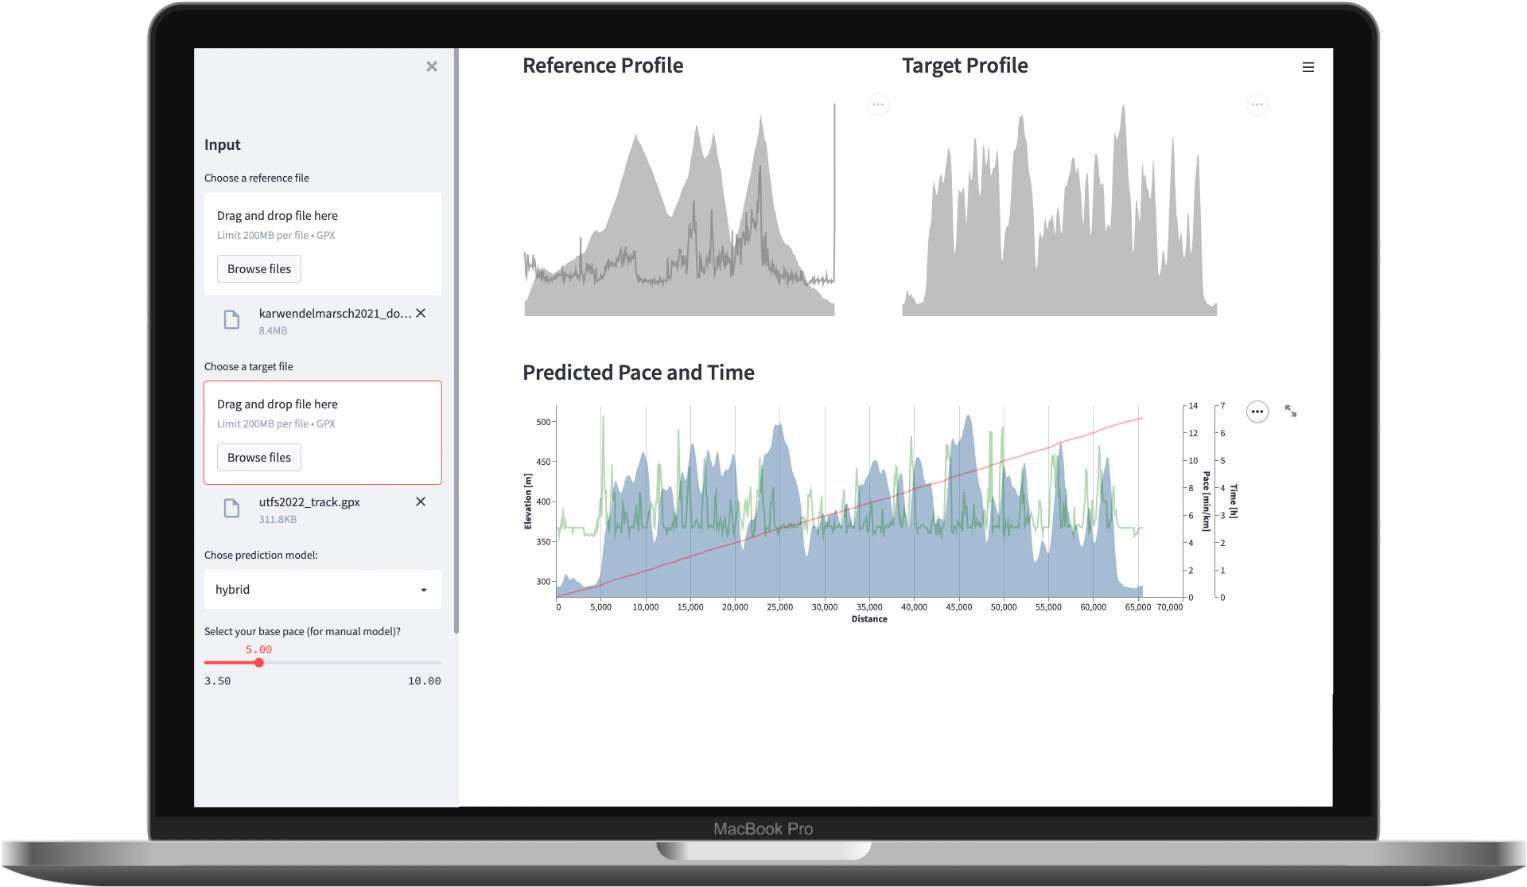 Input
Choose a reference file
Drag and drop file here
Limit 200MB per file • GPX
Browse files
karwendelmarsch2021_do...
8.4MB
Choose a target file
Drag and drop file here
Limit 200MB per file • GPX
Browse files
utfs2022_track.gpx
311.8KB
Chose prediction model:
hybrid
Select your base pace (for manual model)?
5.00
3.50 10.00
Reference Profile
Target Profile
Predicted Pace and Time
Elevation [m]
500
450
400
350
300
0 5,000 10,000 15,000 20,000 25,000 30,000 35,000 40,000 45,000 50,000 55,000 60,000 65,000 70,000
Distance
14
12
10
8
6
4
2
0
Pace [min/km]
7
6
5
4
3
2
1
0
Time [h]
MacBook Pro